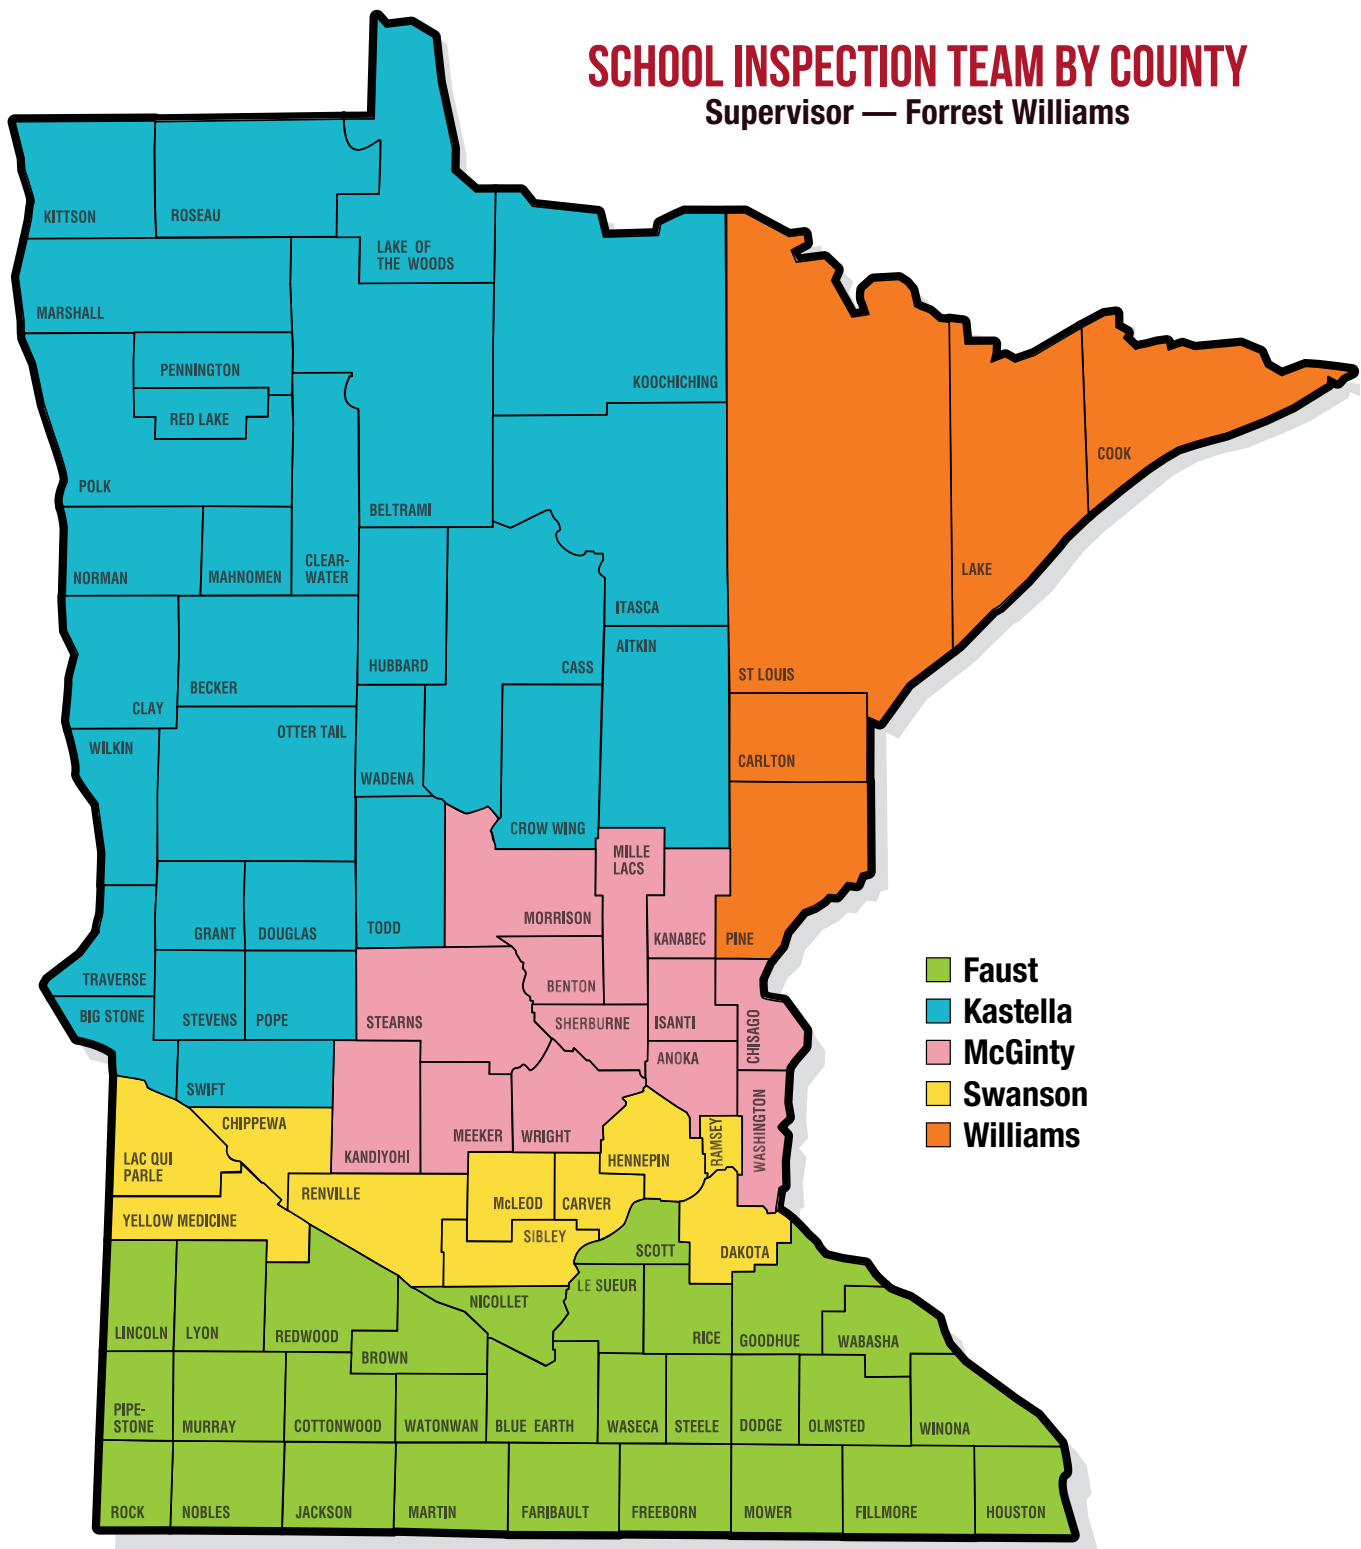 SCHOOL INSPECTION TEAM BY COUNTY
Supervisor — Forrest Williams
KITTSON
ROSEAU
LAKE OF
THE WOODS
MARSHALL
PENNINGTON
KOOCHICHING
RED LAKE
COOK
POLK
BELTRAMI
CLEAR-
WATER
NORMAN
MAHNOMEN
LAKE
ITASCA
AITKIN
HUBBARD
CASS
ST LOUIS
BECKER
CLAY
OTTER TAIL
WILKIN
WADENA
CARLTON
CROW WING
MILLE
LACS
MORRISON
GRANT
DOUGLAS
TODD
KANABEC
PINE
TRAVERSE
BENTON
BIG STONE
STEVENS
POPE
STEARNS
SHERBURNE
ISANTI
CHISAGO
ANOKA
SWIFT
CHIPPEWA
KANDIYOHI
MEEKER
WRIGHT
HENNEPIN
RAMSEY
WASHINGTON
LAC QUI
PARLE
RENVILLE
McLEOD
CARVER
YELLOW MEDICINE
SIBLEY
SCOTT
DAKOTA
LE SUEUR
NICOLLET
LINCOLN
LYON
REDWOOD
BROWN
RICE
GOODHUE
WABASHA
PIPE-
STONE
MURRAY
COTTONWOOD
WATONWAN
BLUE EARTH
WASECA
STEELE
DODGE
OLMSTED
WINONA
ROCK
NOBLES
JACKSON
MARTIN
FARIBAULT
FREEBORN
MOWER
FILLMORE
HOUSTON
Faust
Kastella
McGinty
Swanson
Williams